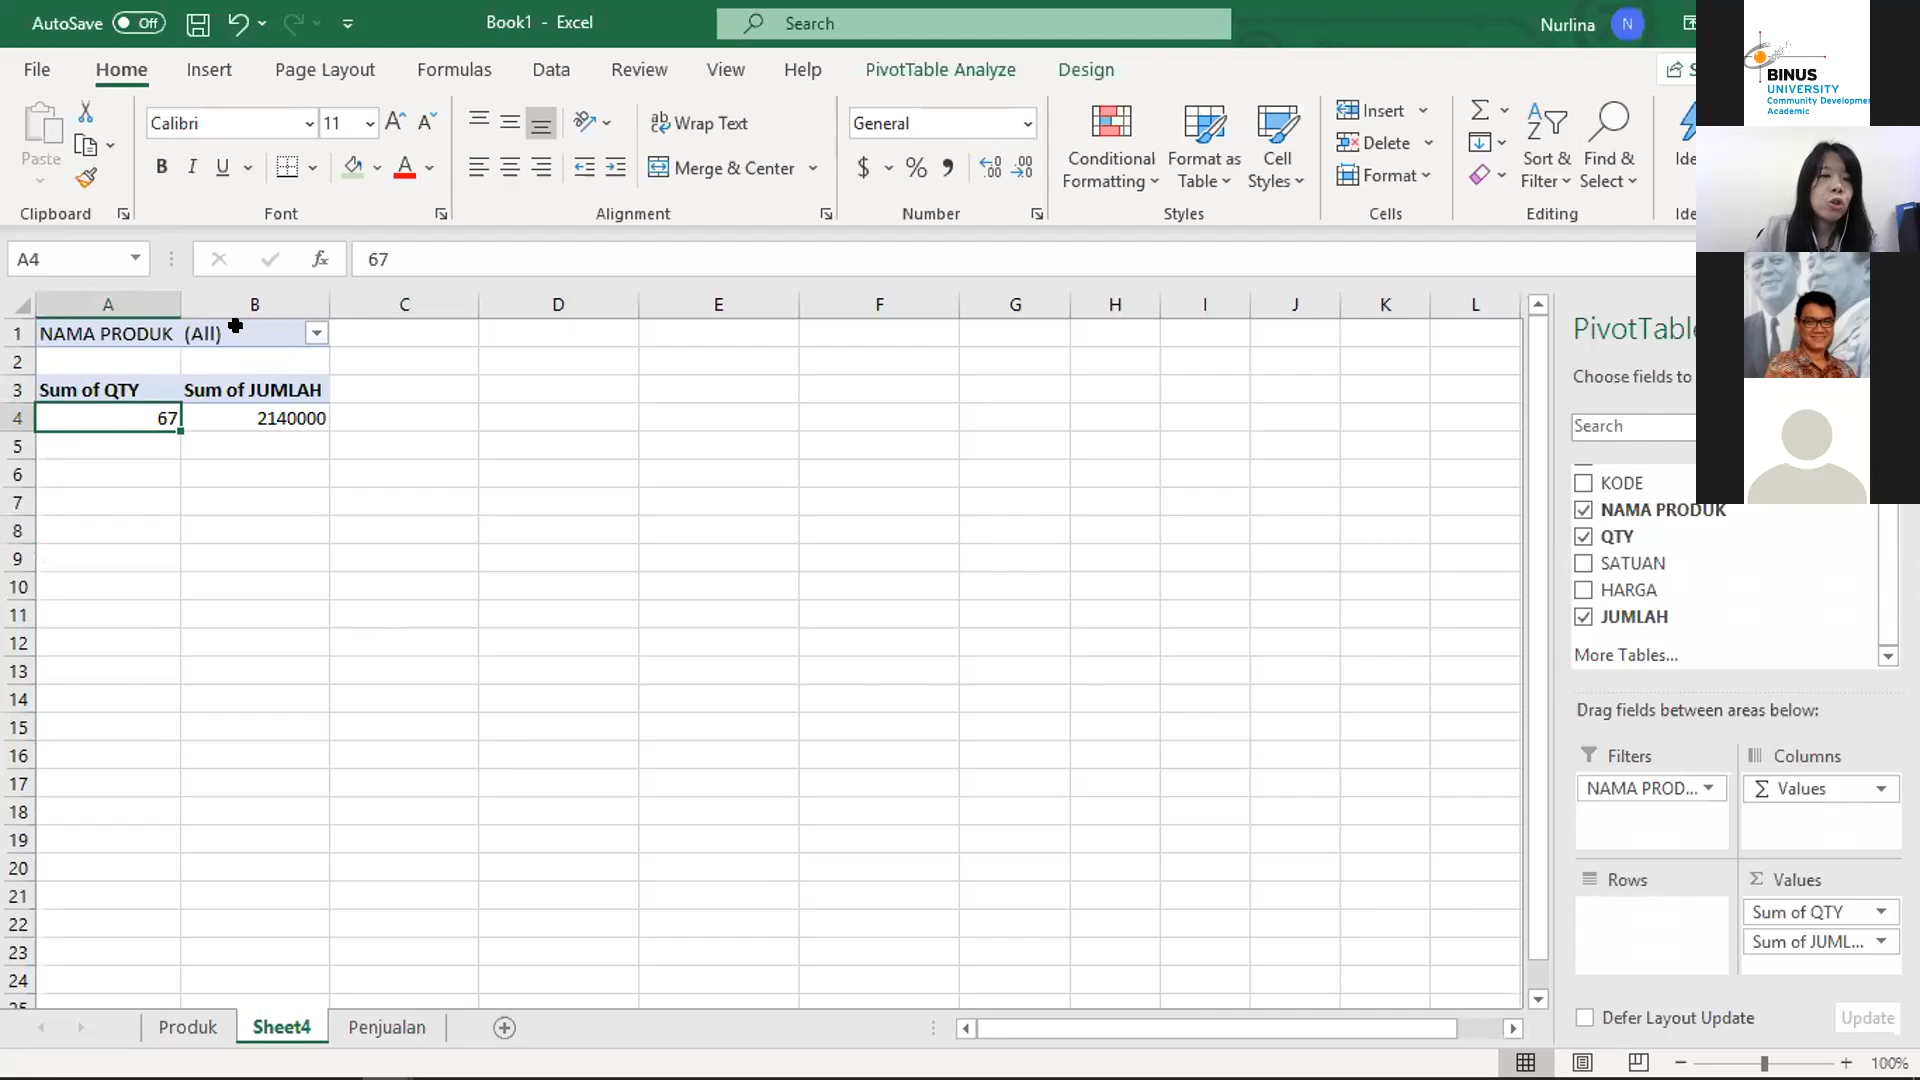 AutoSave Off
Book1 - Excel
Search
Nurlina
N
File Home Insert Page Layout Formulas Data Review View Help PivotTable Analyze Design
Paste
Clipboard
Calibri 11
B I U
Font
Wrap Text
Merge & Center
Alignment
General
$ % ,
Number
Conditional Formatting
Format as Table
Cell Styles
Styles
Insert
Delete
Format
Cells
Sort & Filter
Find & Select
Editing
A4
fx
67
A B C D E F G H I J K L
1 NAMA PRODUK (All)
2
3 Sum of QTY Sum of JUMLAH
4 67 2140000
5
6
7
8
9
10
11
12
13
14
15
16
17
18
19
20
21
22
23
24
25
Produk Sheet4 Penjualan
BINUS
UNIVERSITY
Academic
Choose fields to
Search
KODE
NAMA PRODUK
QTY
SATUAN
HARGA
JUMLAH
More Tables...
Drag fields between areas below:
Filters
Columns
NAMA PROD...
Σ Values
Rows
Σ Values
Sum of QTY
Sum of JUML...
Defer Layout Update
Update
100%